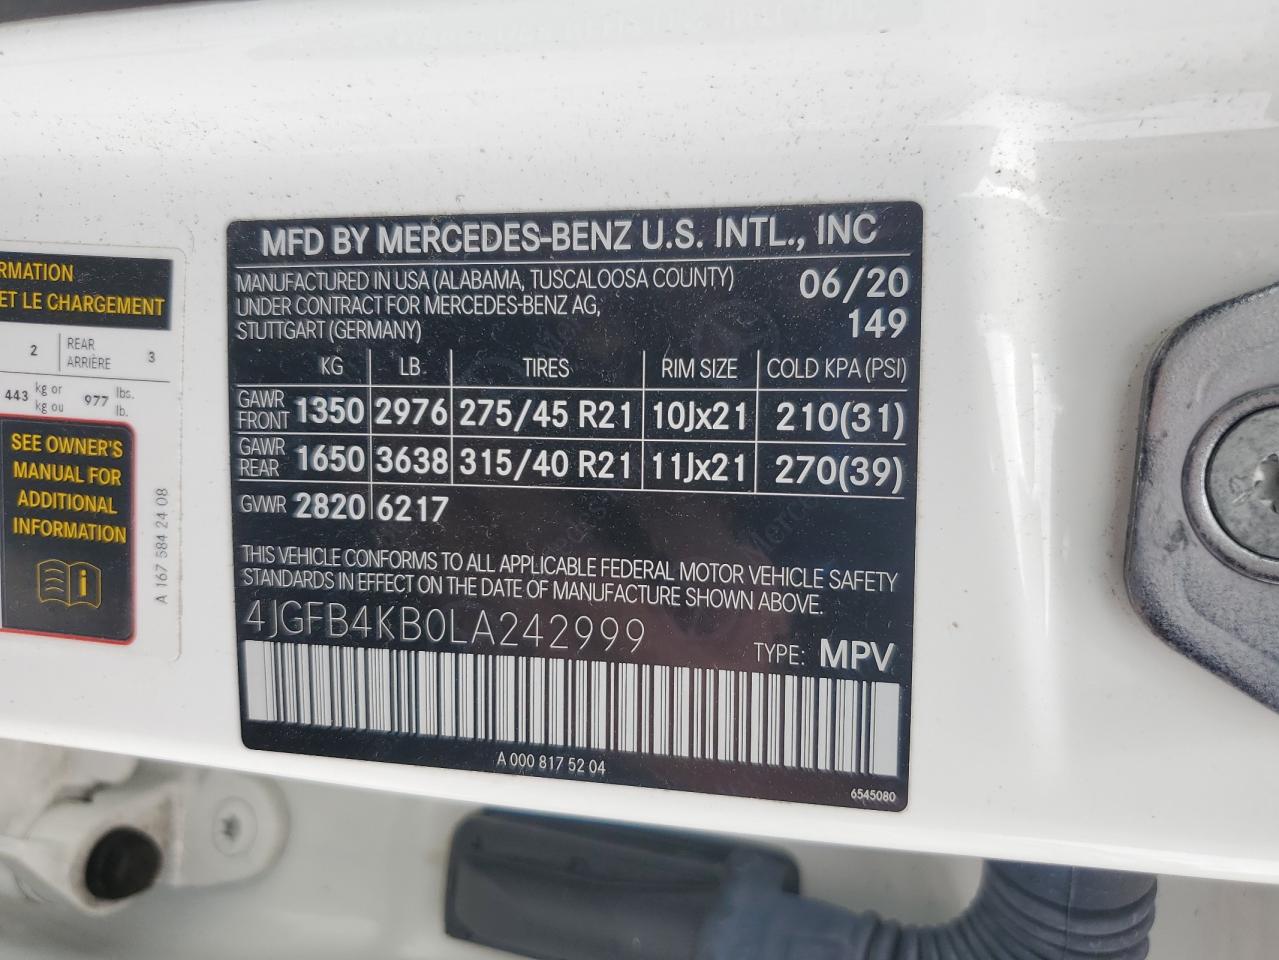 RMATION
ET LE CHARGEMENT
2 REAR ARRIÈRE 3
443 kg or kg ou 977 lbs. lb.
SEE OWNER'S
MANUAL FOR
ADDITIONAL
INFORMATION
i
A 167 584 24 08
MFD BY MERCEDES-BENZ U.S. INTL., INC
MANUFACTURED IN USA (ALABAMA, TUSCALOOSA COUNTY) 06/20
UNDER CONTRACT FOR MERCEDES-BENZ AG, 149
STUTTGART (GERMANY)
KG LB TIRES RIM SIZE COLD KPA (PSI)
GAWR FRONT 1350 2976 275/45 R21 10Jx21 210(31)
GAWR REAR 1650 3638 315/40 R21 11Jx21 270(39)
GVWR 2820 6217
THIS VEHICLE CONFORMS TO ALL APPLICABLE FEDERAL MOTOR VEHICLE SAFETY
STANDARDS IN EFFECT ON THE DATE OF MANUFACTURE SHOWN ABOVE.
4JGFB4KB0LA242999
TYPE: MPV
A 000 817 52 04
6545080